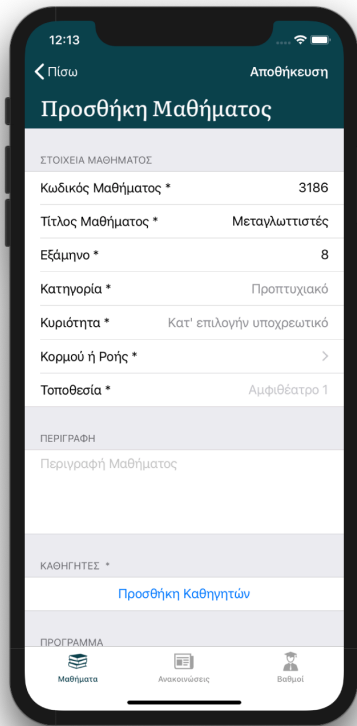 12:13
Πίσω
Αποθήκευση
Προσθήκη Μαθήματος
ΣΤΟΙΧΕΙΑ ΜΑΘΗΜΑΤΟΣ
Κωδικός Μαθήματος * 3186
Τίτλος Μαθήματος * Μεταγλωττιστές
Εξάμηνο * 8
Κατηγορία * Προπτυχιακό
Κυριότητα * Κατ' επιλογήν υποχρεωτικό
Κορμού ή Ροής *
Τοποθεσία * Αμφιθέατρο 1
ΠΕΡΙΓΡΑΦΗ
Περιγραφή Μαθήματος
ΚΑΘΗΓΗΤΕΣ *
Προσθήκη Καθηγητών
ΠΡΟΓΡΑΜΜΑ
Μαθήματα Ανακοινώσεις Βαθμοί